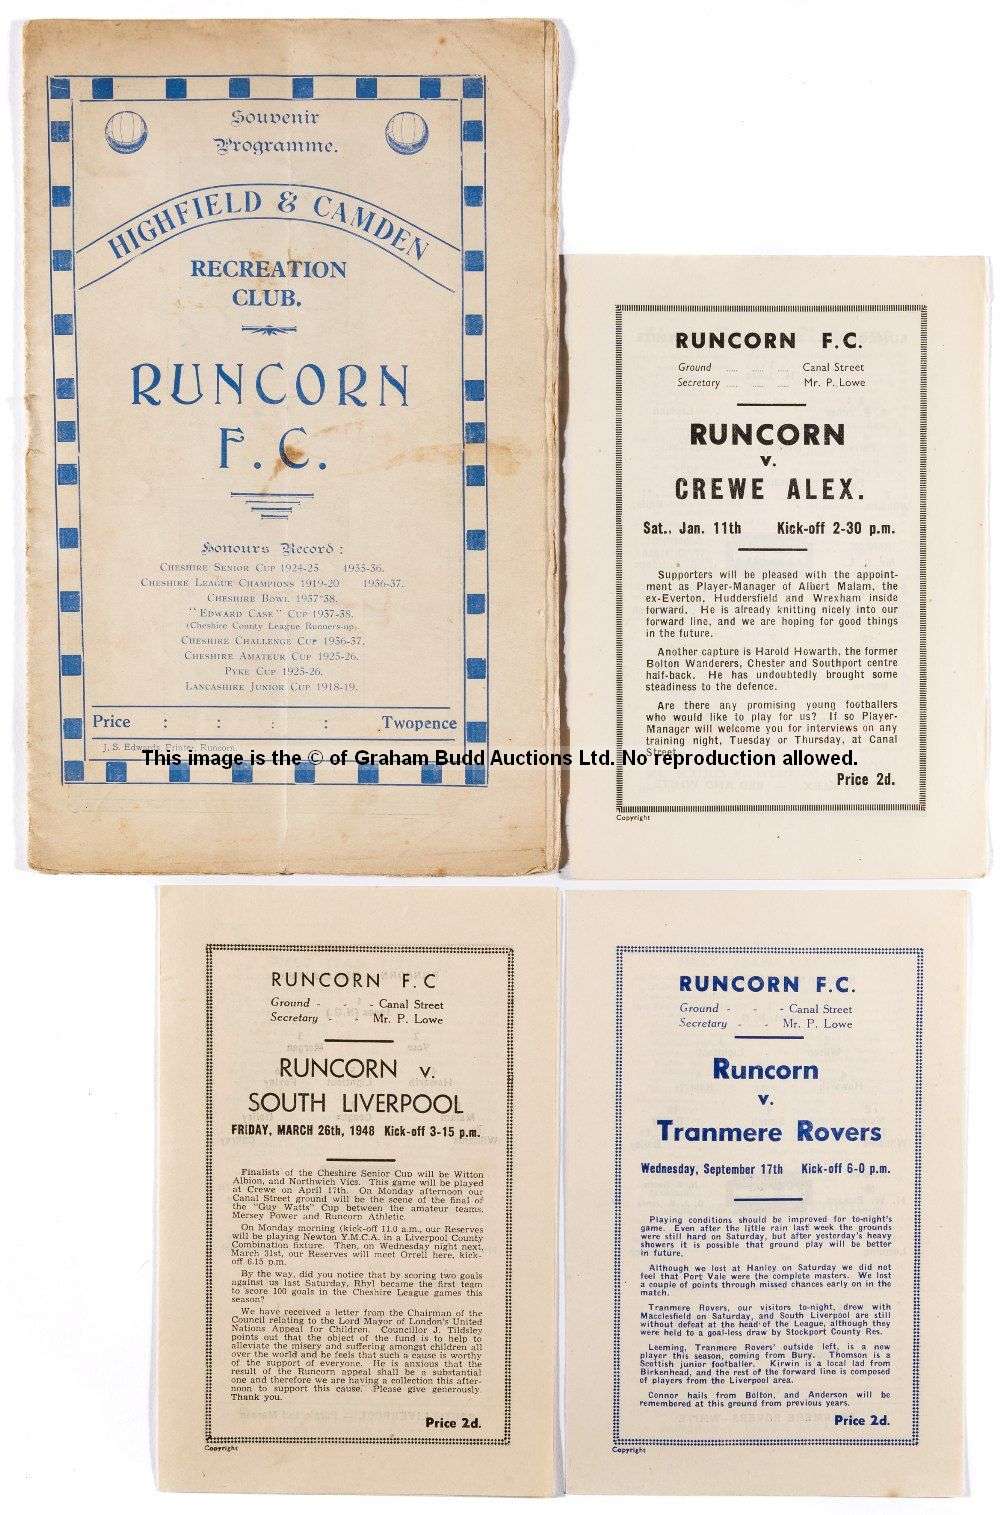 Souvenir
Programme.
HIGHFIELD & CAMDEN
RECREATION
CLUB.
RUNCORN
F.C.
Honours Record :
CHESHIRE SENIOR CUP 1924-25 1935-36.
CHESHIRE LEAGUE CHAMPIONS 1919-20 1936-37.
CHESHIRE BOWL 1937-38.
"EDWARD CASE" CUP 1937-38.
(Cheshire County League Runners-up).
CHESHIRE CHALLENGE CUP 1936-37.
CHESHIRE AMATEUR CUP 1925-26.
PYKE CUP 1925-26.
LANCASHIRE JUNIOR CUP 1918-19.
Price : : : : Twopence
J. S. Edwards, Printer, Runcorn.
RUNCORN F.C.
Ground ..... ..... ..... Canal Street
Secretary ..... ..... ..... Mr. P. Lowe
RUNCORN
v.
CREWE ALEX.
Sat., Jan. 11th Kick-off 2-30 p.m.
Supporters will be pleased with the appoint-
ment as Player-Manager of Albert Malam, the
ex-Everton, Huddersfield and Wrexham inside
forward. He is already knitting nicely into our
forward line, and we are hoping for good things
in the future.
Another capture is Harold Howarth, the former
Bolton Wanderers, Chester and Southport centre
half-back. He has undoubtedly brought some
steadiness to the defence.
Are there any promising young footballers
who would like to play for us? If so Player-
Manager will welcome you for interviews on any
training night, Tuesday or Thursday, at Canal
Street.
Price 2d.
Copyright
This image is the © of Graham Budd Auctions Ltd. No reproduction allowed.
RUNCORN F.C
Ground - - - Canal Street
Secretary - - Mr. P. Lowe
RUNCORN v.
SOUTH LIVERPOOL
FRIDAY, MARCH 26th, 1948 Kick-off 3-15 p.m.
Finalists of the Cheshire Senior Cup will be Witton
Albion, and Northwich Vics. This game will be played
at Crewe on April 17th. On Monday afternoon our
Canal Street ground will be the scene of the final of
the "Guy Watts" Cup between the amateur teams,
Mersey Power and Runcorn Athletic.
On Monday morning (kick-off 11.0 a.m., our Reserves
will be playing Newton Y.M.C.A. in a Liverpool County
Combination fixture. Then, on Wednesday night next,
March 31st, our Reserves will meet Orrell here, kick-
off 6.15 p.m.
By the way, did you notice that by scoring two goals
against us last Saturday, Rhyl became the first team
to score 100 goals in the Cheshire League games this
season?
We have received a letter from the Chairman of the
Council relating to the Lord Mayor of London's United
Nations Appeal for Children. Councillor J. Tildsley
points out that the object of the fund is to help to
alleviate the misery and suffering amongst children all
over the world and he feels that such a cause is worthy
of the support of everyone. He is anxious that the
result of the Runcorn appeal shall be a substantial
one and therefore we are having a collection this after-
noon to support this cause. Please give generously.
Thank you.
Price 2d.
Copyright
RUNCORN F.C.
Ground - - - Canal Street
Secretary - - Mr. P. Lowe
Runcorn
v.
Tranmere Rovers
Wednesday, September 17th Kick-off 6-0 p.m.
Playing conditions should be improved for to-night's
game. Even after the little rain last week the grounds
were still hard on Saturday, but after yesterday's heavy
showers it is possible that ground play will be better
in future.
Although we lost at Hanley on Saturday we did not
feel that Port Vale were the complete masters. We lost
a couple of points through missed chances early on in the
match.
Tranmere Rovers, our visitors to-night, drew with
Macclesfield on Saturday, and South Liverpool are still
without defeat at the head of the League, although they
were held to a goal-less draw by Stockport County Res.
Leeming, Tranmere Rovers' outside left, is a new
player this season, coming from Bury. Thomson is a
Scottish junior footballer. Kirwin is a local lad from
Birkenhead, and the rest of the forward line is composed
of players from the Liverpool area.
Connor hails from Bolton, and Anderson will be
remembered at this ground from previous years.
Price 2d.
Copyright